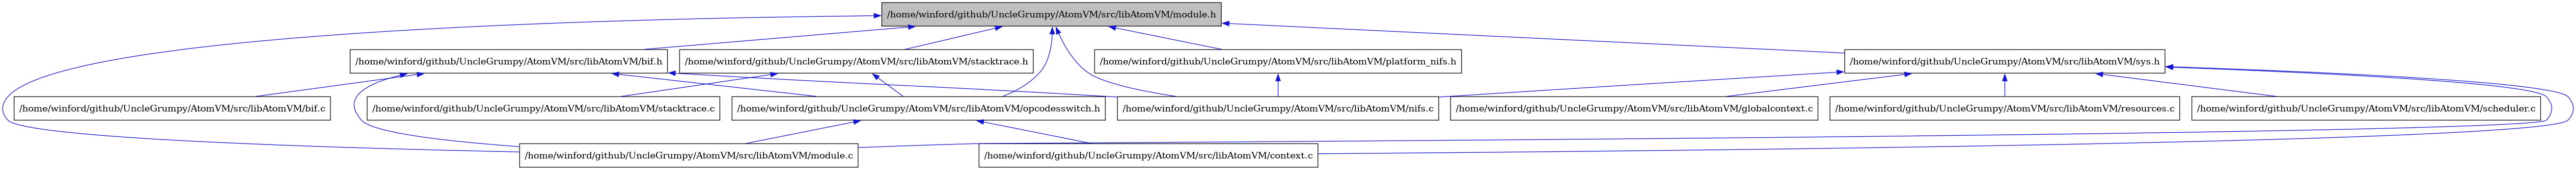 /home/winford/github/UncleGrumpy/AtomVM/src/libAtomVM/module.h
/home/winford/github/UncleGrumpy/AtomVM/src/libAtomVM/bif.h
/home/winford/github/UncleGrumpy/AtomVM/src/libAtomVM/stacktrace.h
/home/winford/github/UncleGrumpy/AtomVM/src/libAtomVM/platform_nifs.h
/home/winford/github/UncleGrumpy/AtomVM/src/libAtomVM/sys.h
/home/winford/github/UncleGrumpy/AtomVM/src/libAtomVM/bif.c
/home/winford/github/UncleGrumpy/AtomVM/src/libAtomVM/stacktrace.c
/home/winford/github/UncleGrumpy/AtomVM/src/libAtomVM/opcodesswitch.h
/home/winford/github/UncleGrumpy/AtomVM/src/libAtomVM/nifs.c
/home/winford/github/UncleGrumpy/AtomVM/src/libAtomVM/globalcontext.c
/home/winford/github/UncleGrumpy/AtomVM/src/libAtomVM/resources.c
/home/winford/github/UncleGrumpy/AtomVM/src/libAtomVM/scheduler.c
/home/winford/github/UncleGrumpy/AtomVM/src/libAtomVM/module.c
/home/winford/github/UncleGrumpy/AtomVM/src/libAtomVM/context.c